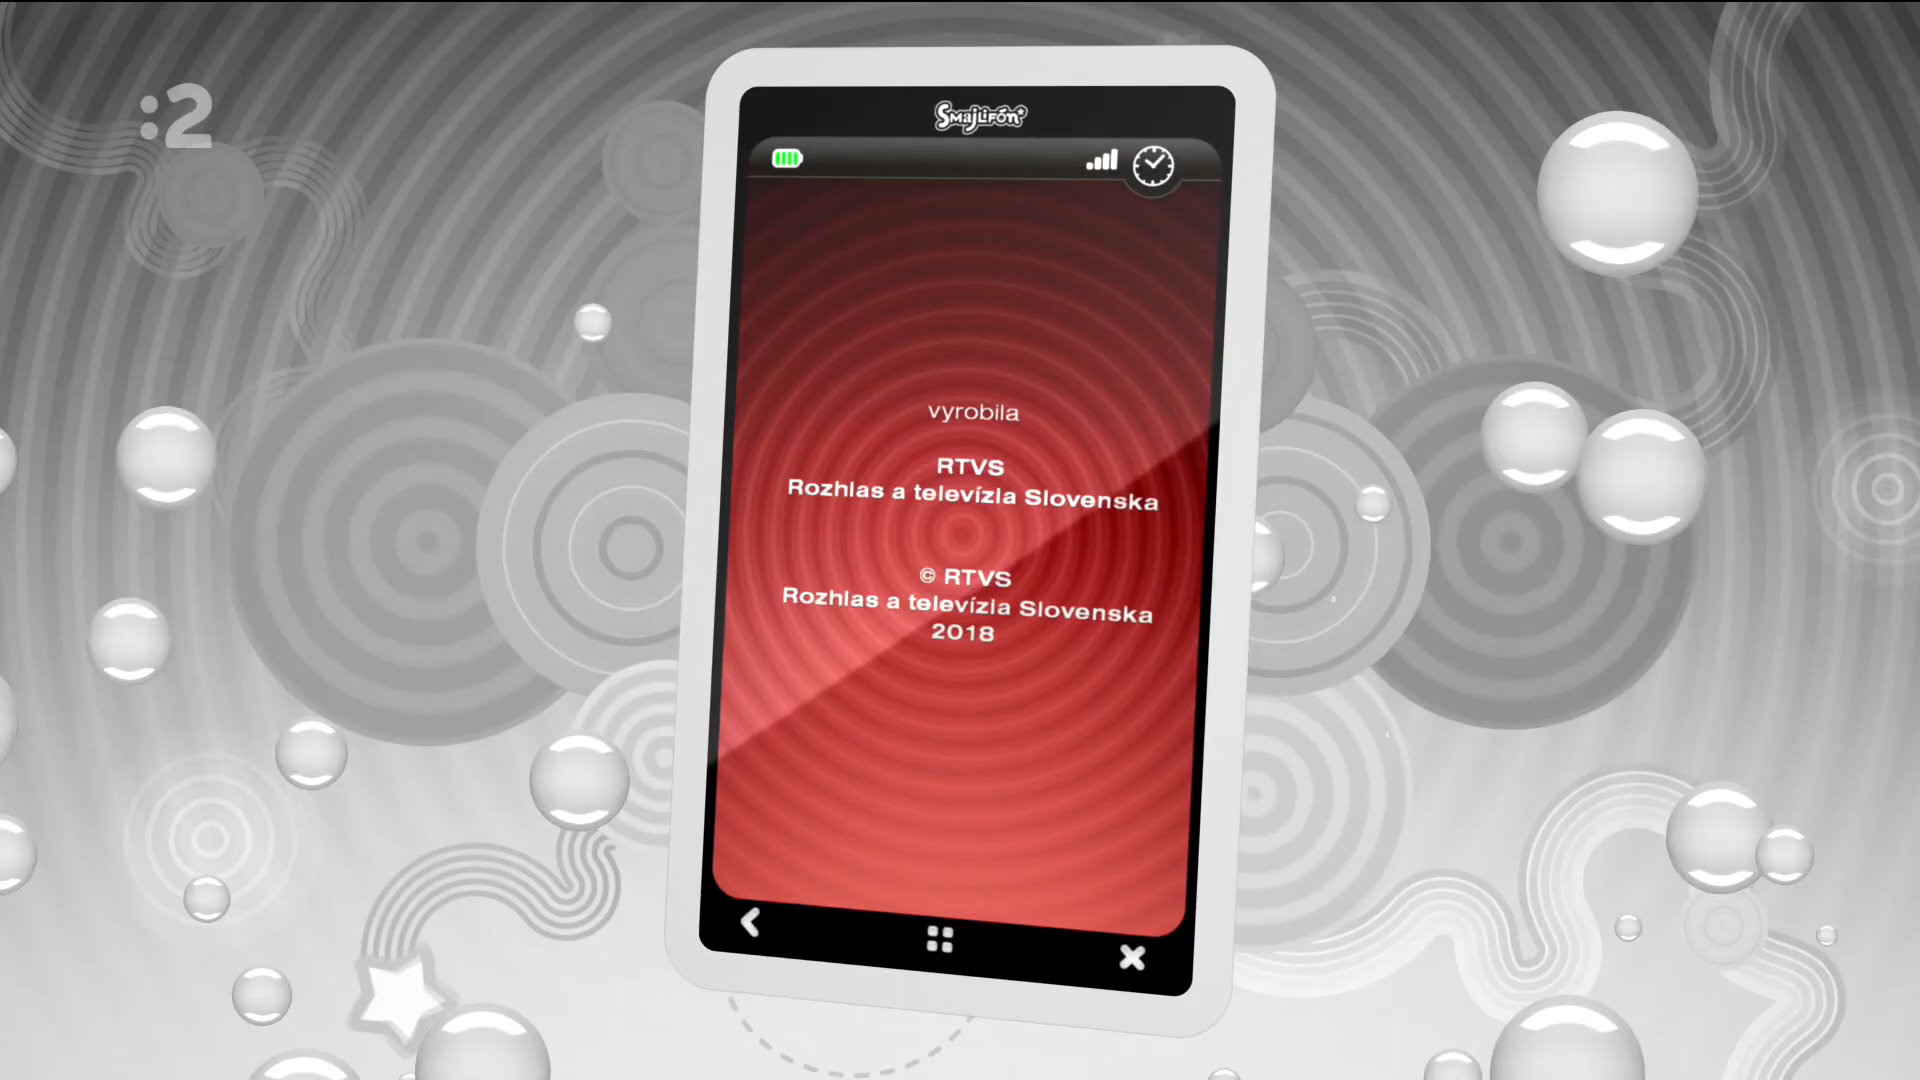 :2
Smajlifón
vyrobila
RTVS
Rozhlas a televízia Slovenska
© RTVS
Rozhlas a televízia Slovenska
2018